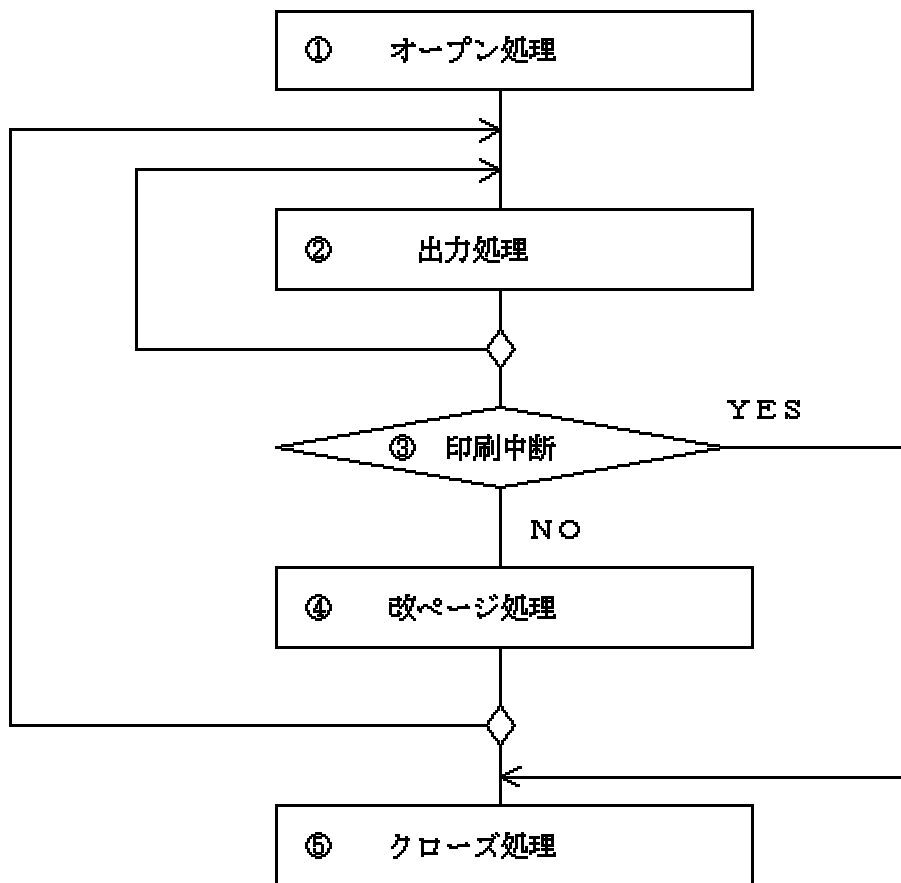 ① オープン処理
② 出力処理
YES
③ 印刷中断
NO
④ 改ページ処理
⑤ クローズ処理